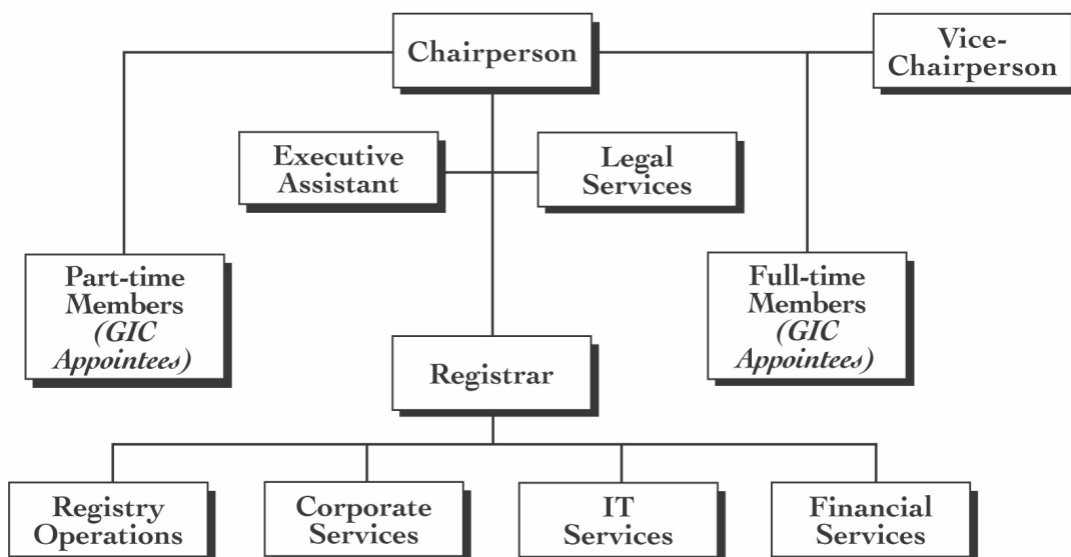 Chairperson
Vice-
Chairperson
Executive
Assistant
Legal
Services
Part-time
Members
(GIC
Appointees)
Full-time
Members
(GIC
Appointees)
Registrar
Registry
Operations
Corporate
Services
IT
Services
Financial
Services